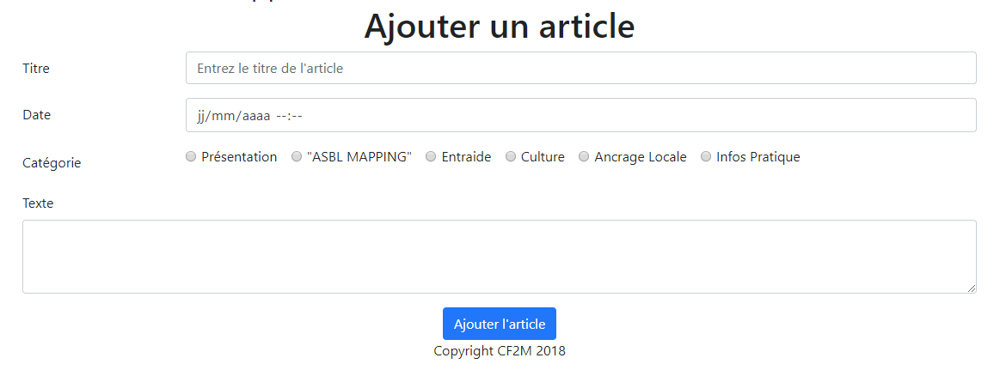 Ajouter un article
Titre
Entrez le titre de l'article
Date
jj/mm/aaaa --:--
Catégorie
Présentation "ASBL MAPPING" Entraide Culture Ancrage Locale Infos Pratique
Texte
Ajouter l'article
Copyright CF2M 2018